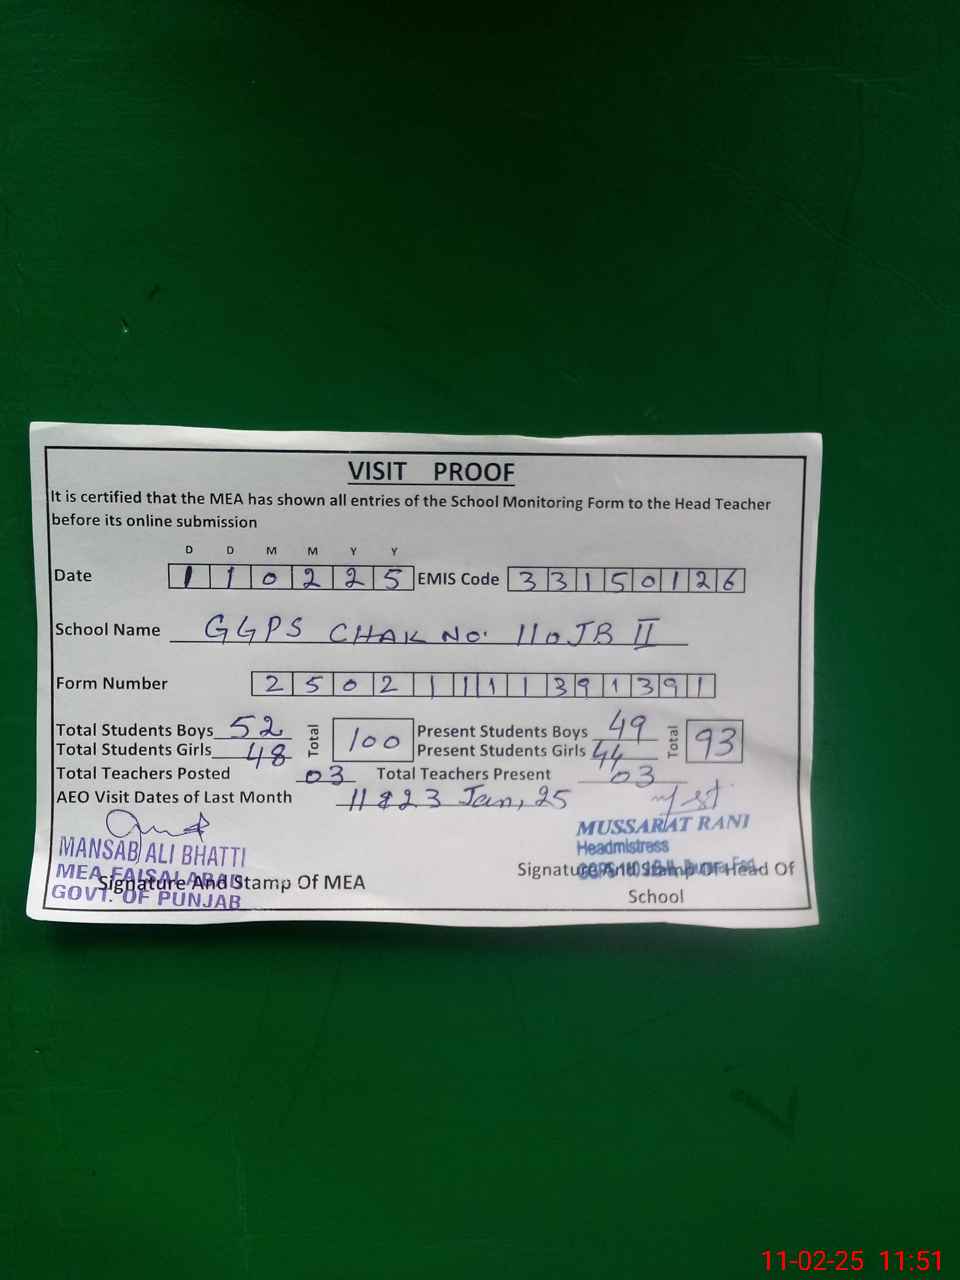 VISIT PROOF
It is certified that the MEA has shown all entries of the School Monitoring Form to the Head Teacher
before its online submission
D D M M Y Y
Date 1 1 0 2 2 5 EMIS Code 3 3 1 5 0 1 2 6
School Name GGPS CHAK NO. 110 JB II
Form Number 2 5 0 2 1 1 1 1 3 9 1 3 9 1
Total Students Boys 52 Total 100 Present Students Boys 49 Total 93
Total Students Girls 48 Present Students Girls 44
Total Teachers Posted 03 Total Teachers Present 03
AEO Visit Dates of Last Month 11 & 23 Jan, 25
MANSAB ALI BHATTI
MEA FAISALABAD
GOVT. OF PUNJAB
Signature And Stamp Of MEA
MUSSARAT RANI
Headmistress
Signature And Stamp Of Head Of
School
11-02-25 11:51